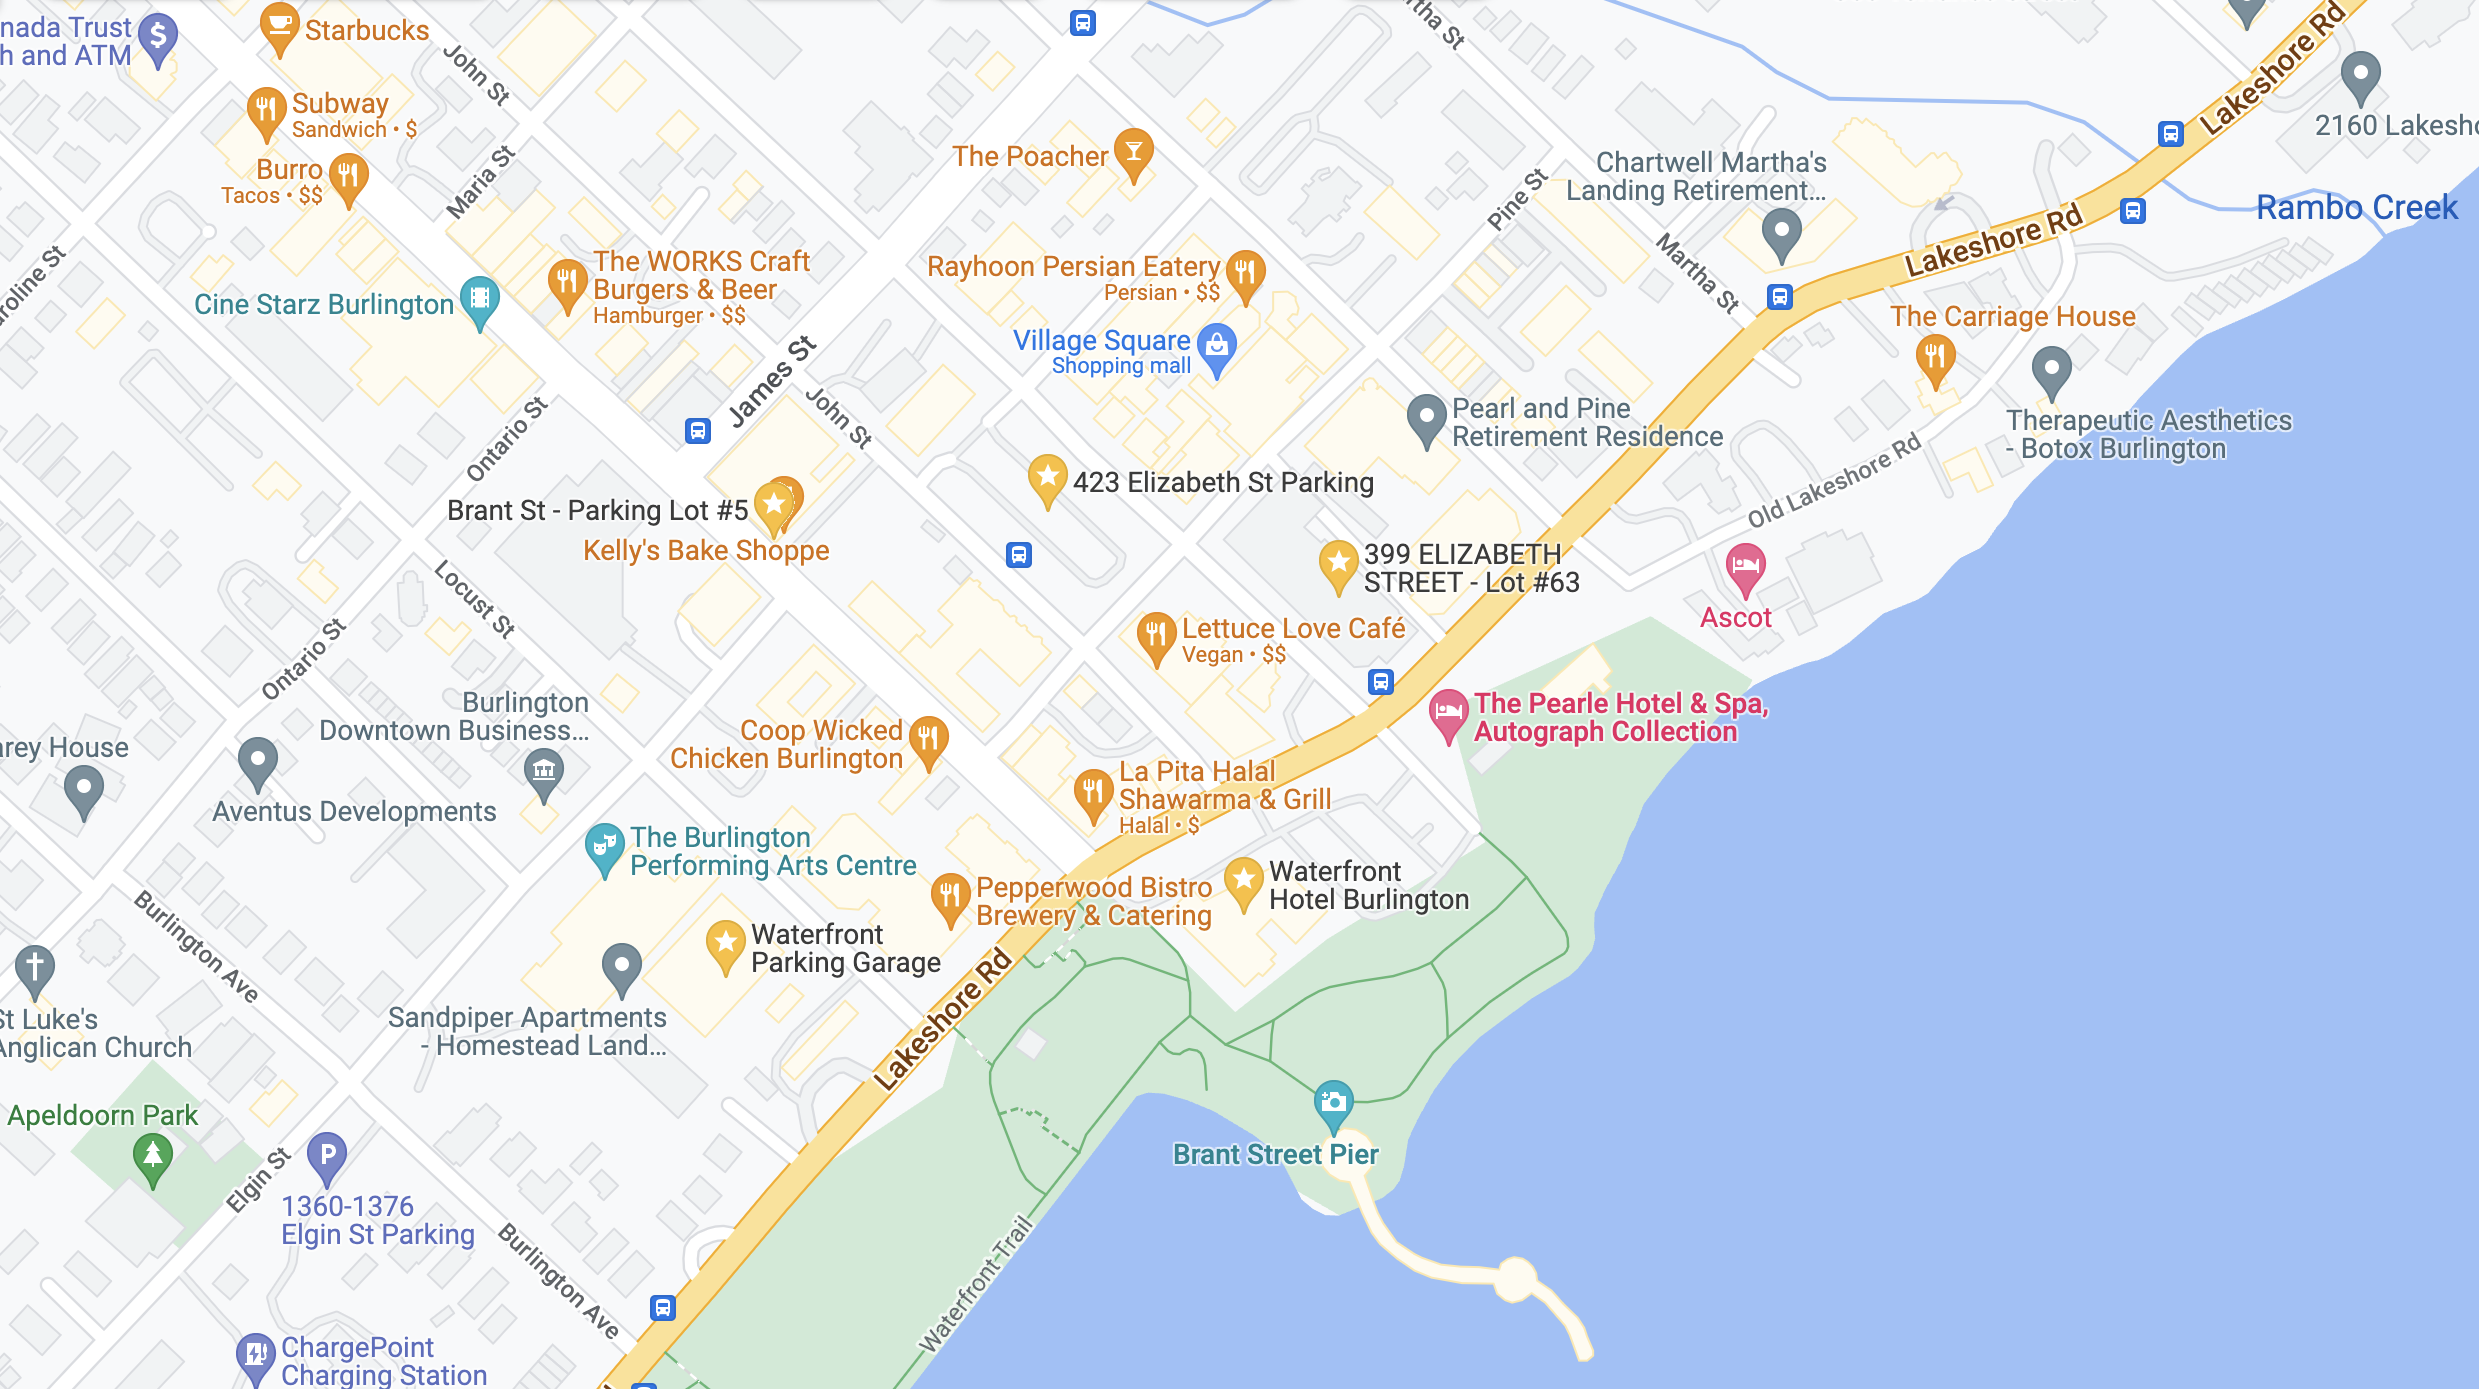 nada Trust
h and ATM
Starbucks
John St
rtha St
Lakeshore Rd
Subway
Sandwich • $
Burro
Tacos • $$
Maria St
The Poacher
Pine St
Chartwell Martha's
Landing Retirement...
2160 Lakesho
Rambo Creek
Lakeshore Rd
Martha St
roline St
Cine Starz Burlington
The WORKS Craft
Burgers & Beer
Hamburger • $$
Rayhoon Persian Eatery
Persian • $$
Village Square
Shopping mall
The Carriage House
Therapeutic Aesthetics
- Botox Burlington
James St
John St
Ontario St
Pearl and Pine
Retirement Residence
Old Lakeshore Rd
Brant St - Parking Lot #5
Kelly's Bake Shoppe
423 Elizabeth St Parking
399 ELIZABETH
STREET - Lot #63
Ascot
Locust St
Ontario St
Lettuce Love Café
Vegan • $$
The Pearle Hotel & Spa,
Autograph Collection
Burlington
Downtown Business...
arey House
Aventus Developments
Coop Wicked
Chicken Burlington
La Pita Halal
Shawarma & Grill
Halal • $
The Burlington
Performing Arts Centre
Pepperwood Bistro
Brewery & Catering
Waterfront
Hotel Burlington
Waterfront
Parking Garage
Burlington Ave
St Luke's
Anglican Church
Sandpiper Apartments
- Homestead Land...
Lakeshore Rd
Apeldoorn Park
Elgin St
P
1360-1376
Elgin St Parking
Brant Street Pier
Burlington Ave
Waterfront Trail
ChargePoint
Charging Station